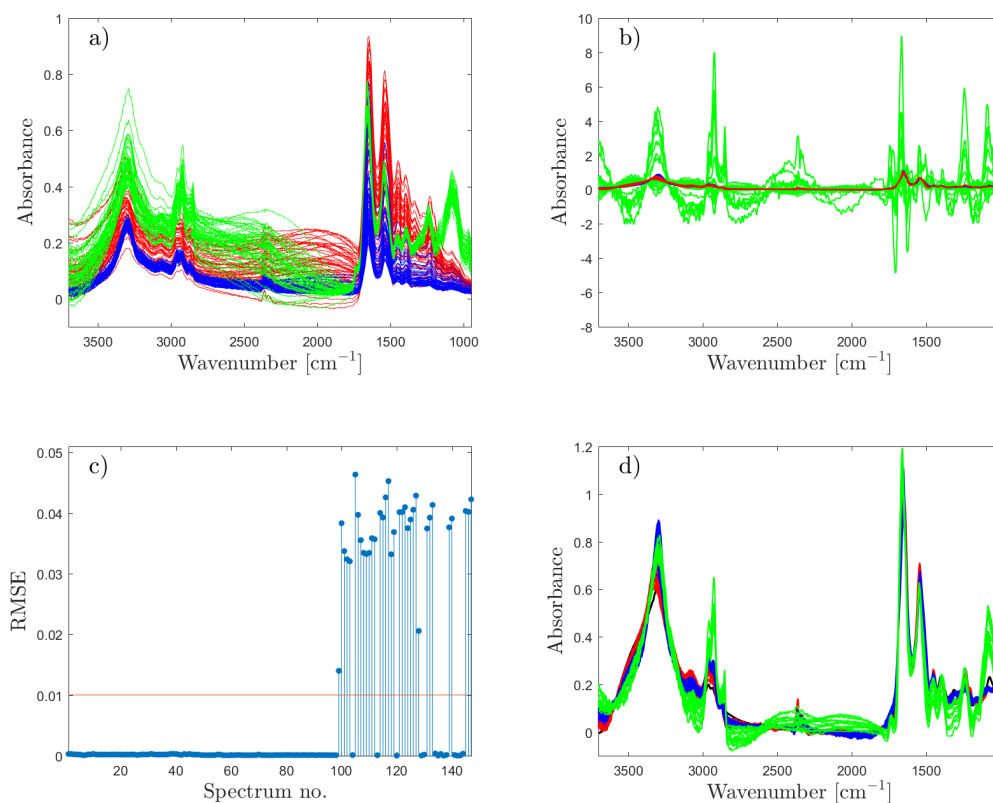 a)
Absorbance
1
0.8
0.6
0.4
0.2
0
3500 3000 2500 2000 1500 1000
Wavenumber [cm⁻¹]
b)
Absorbance
10
8
6
4
2
0
-2
-4
-6
-8
3500 3000 2500 2000 1500
Wavenumber [cm⁻¹]
c)
RMSE
0.05
0.04
0.03
0.02
0.01
0
20 40 60 80 100 120 140
Spectrum no.
d)
Absorbance
1.2
1
0.8
0.6
0.4
0.2
0
3500 3000 2500 2000 1500
Wavenumber [cm⁻¹]